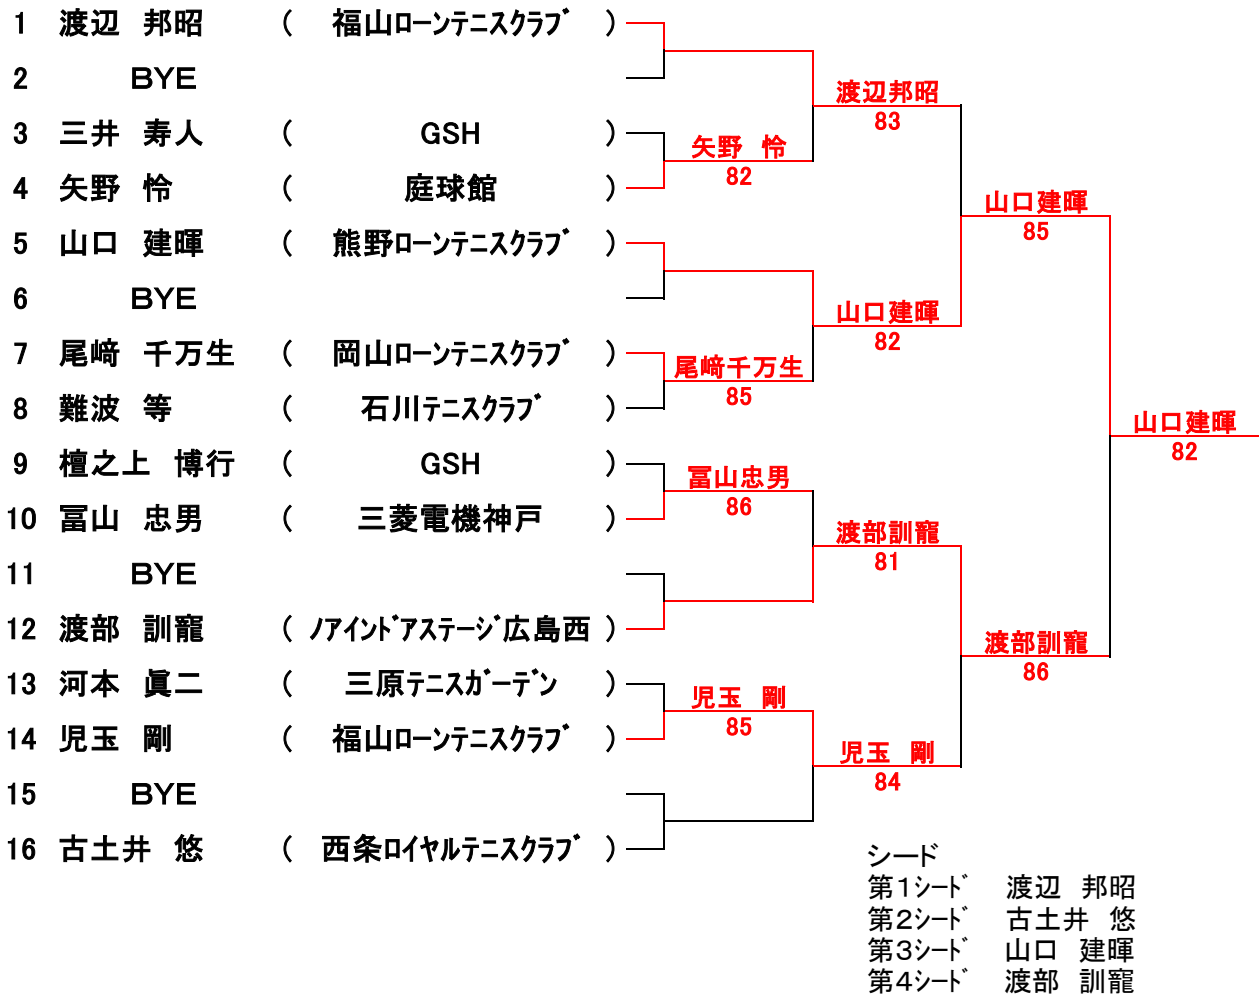 1 渡辺 邦昭 ( 福山ローンテニスクラブ )
2 BYE
渡辺邦昭
83
3 三井 寿人 ( GSH )
矢野 怜
82
4 矢野 怜 ( 庭球館 )
山口建暉
85
5 山口 建暉 ( 熊野ローンテニスクラブ )
6 BYE
山口建暉
82
7 尾﨑 千万生 ( 岡山ローンテニスクラブ )
尾﨑千万生
85
8 難波 等 ( 石川テニスクラブ )
山口建暉
82
9 檀之上 博行 ( GSH )
冨山忠男
86
10 冨山 忠男 ( 三菱電機神戸 )
渡部訓寵
81
11 BYE
12 渡部 訓寵 ( ノアインドアステージ広島西 )
渡部訓寵
86
13 河本 眞二 ( 三原テニスガーデン )
児玉 剛
85
14 児玉 剛 ( 福山ローンテニスクラブ )
児玉 剛
84
15 BYE
16 古土井 悠 ( 西条ロイヤルテニスクラブ )
シード
第1シード 渡辺 邦昭
第2シード 古土井 悠
第3シード 山口 建暉
第4シード 渡部 訓寵